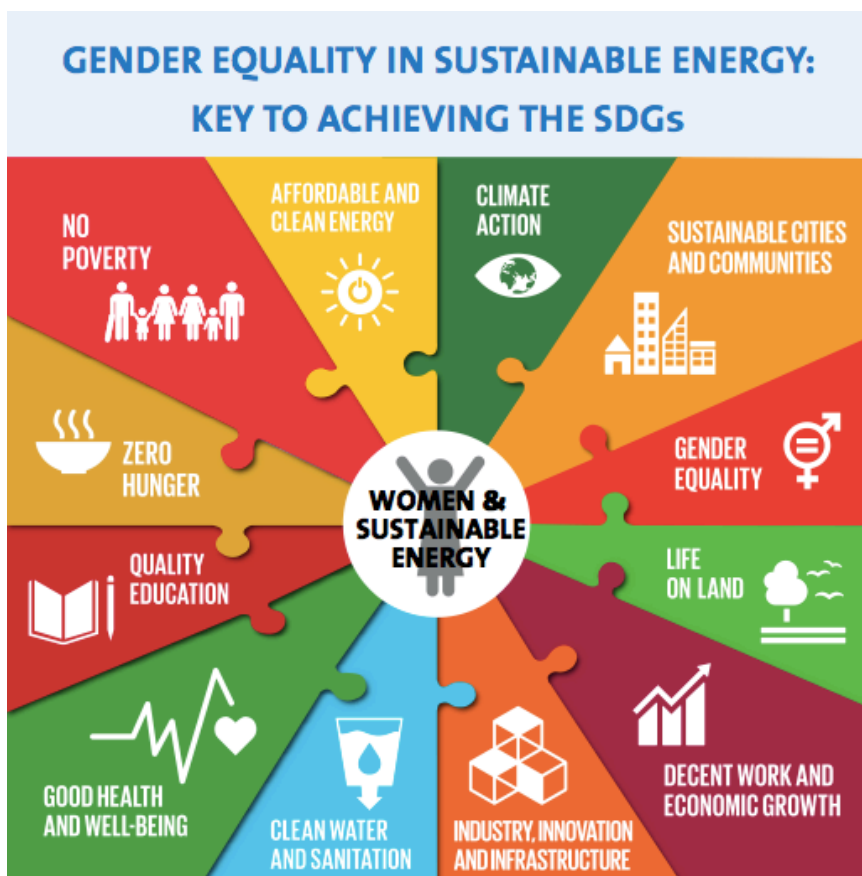 GENDER EQUALITY IN SUSTAINABLE ENERGY:
KEY TO ACHIEVING THE SDGs
NO
POVERTY
AFFORDABLE AND
CLEAN ENERGY
CLIMATE
ACTION
SUSTAINABLE CITIES
AND COMMUNITIES
ZERO
HUNGER
WOMEN &
SUSTAINABLE
ENERGY
GENDER
EQUALITY
QUALITY
EDUCATION
LIFE
ON LAND
GOOD HEALTH
AND WELL-BEING
CLEAN WATER
AND SANITATION
INDUSTRY, INNOVATION
AND INFRASTRUCTURE
DECENT WORK AND
ECONOMIC GROWTH